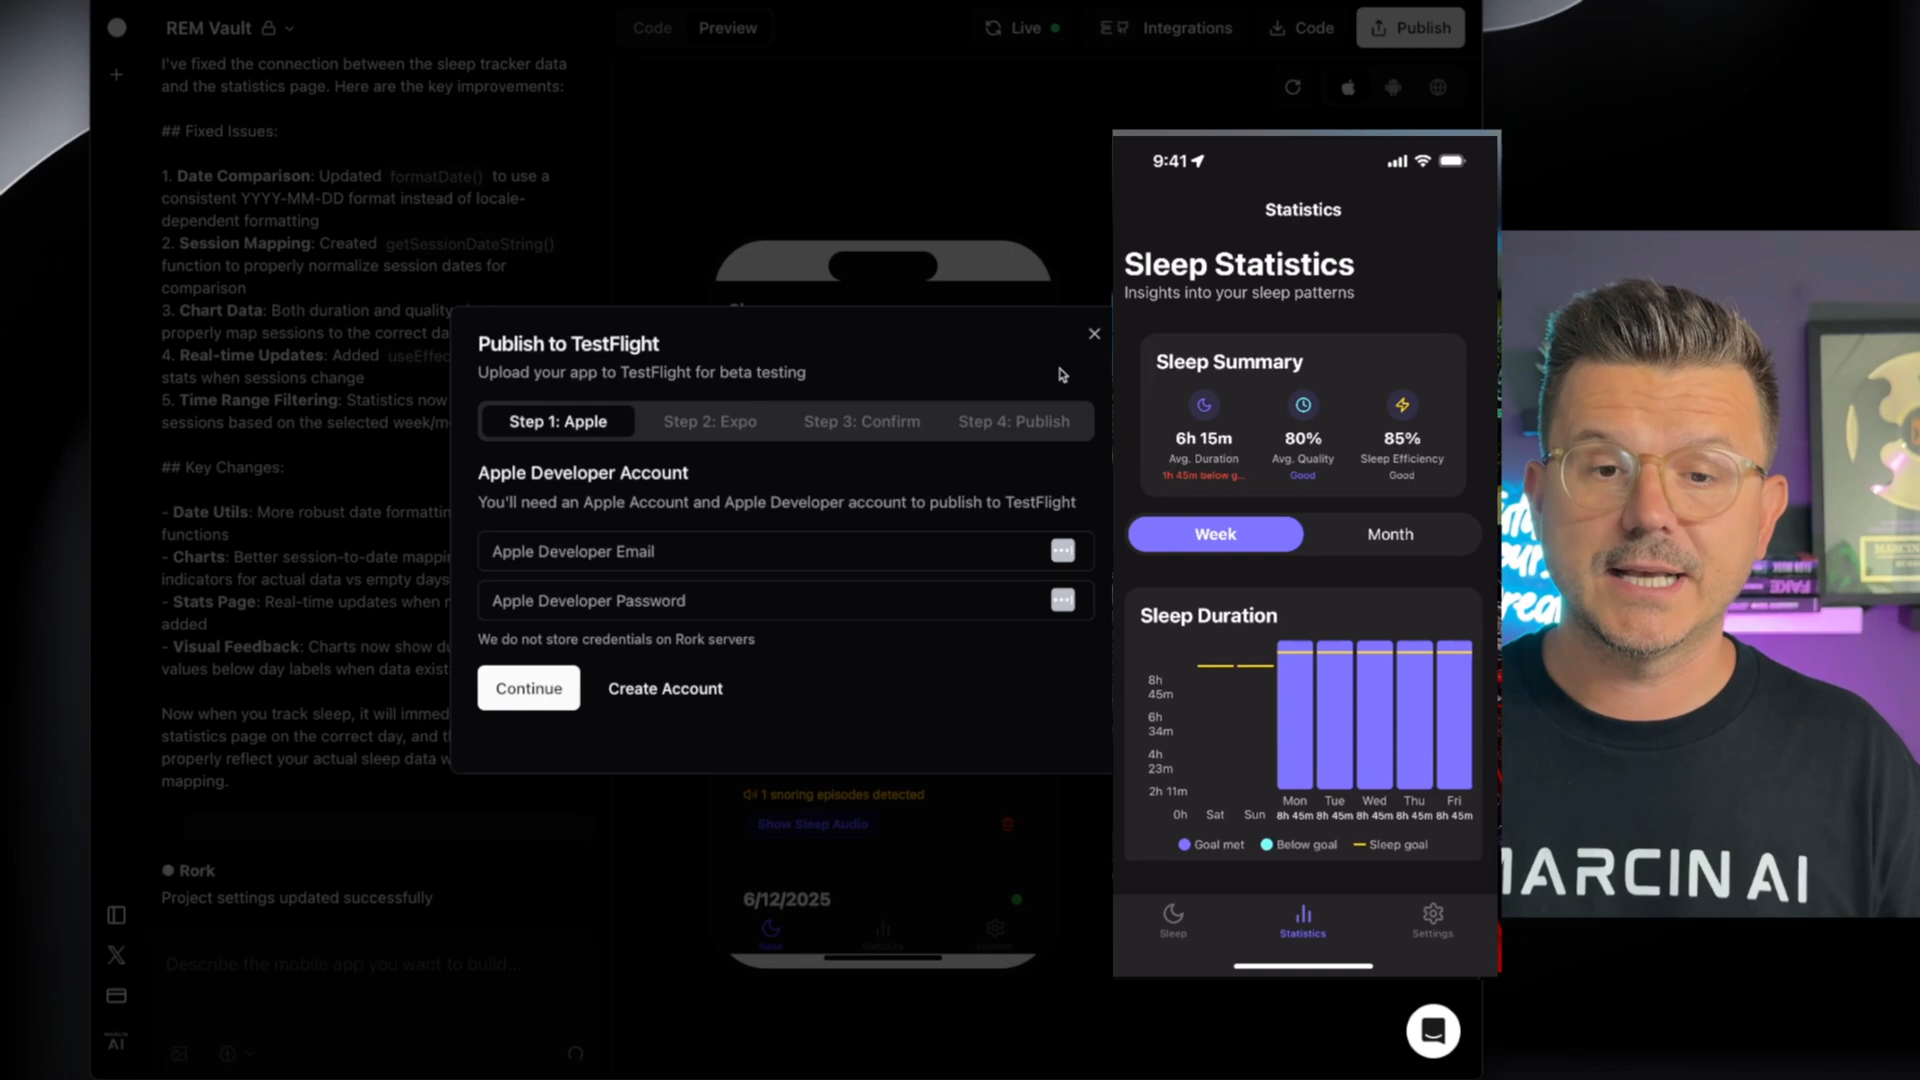 REM Vault
Code
Preview
Live
Integrations
Code
Publish
I've fixed the connection between the sleep tracker data
and the statistics page. Here are the key improvements:
## Fixed Issues:
1. Date Comparison: Updated formatDate() to use a
consistent YYYY-MM-DD format instead of locale-
dependent formatting
2. Session Mapping: Created getSessionDateString()
function to properly normalize session dates for
comparison
3. Chart Data: Both duration and quality
properly map sessions to the correct da
4. Real-time Updates: Added useEffec
stats when sessions change
5. Time Range Filtering: Statistics now
sessions based on the selected week/m
## Key Changes:
- Date Utils: More robust date formattin
functions
- Charts: Better session-to-date mappi
indicators for actual data vs empty days
- Stats Page: Real-time updates when
added
- Visual Feedback: Charts now show du
values below day labels when data exist
Now when you track sleep, it will immed
statistics page on the correct day, and t
properly reflect your actual sleep data w
mapping.
Rork
Project settings updated successfully
Describe the mobile app you want to build...
MARCIN
AI
Publish to TestFlight
Upload your app to TestFlight for beta testing
Step 1: Apple
Step 2: Expo
Step 3: Confirm
Step 4: Publish
Apple Developer Account
You'll need an Apple Account and Apple Developer account to publish to TestFlight
Apple Developer Email
Apple Developer Password
We do not store credentials on Rork servers
Continue
Create Account
1 snoring episodes detected
Show Sleep Audio
6/12/2025
Sleep
Statistics
Settings
9:41
Statistics
Sleep Statistics
Insights into your sleep patterns
Sleep Summary
6h 15m
80%
85%
Avg. Duration
Avg. Quality
Sleep Efficiency
1h 45m below g...
Good
Good
Week
Month
Sleep Duration
8h
45m
6h
34m
4h
23m
2h 11m
0h
Sat
Sun
Mon
Tue
Wed
Thu
Fri
8h 45m 8h 45m 8h 45m 8h 45m 8h 45m
Goal met
Below goal
Sleep goal
Sleep
Statistics
Settings
FAKE
MARCIN AI